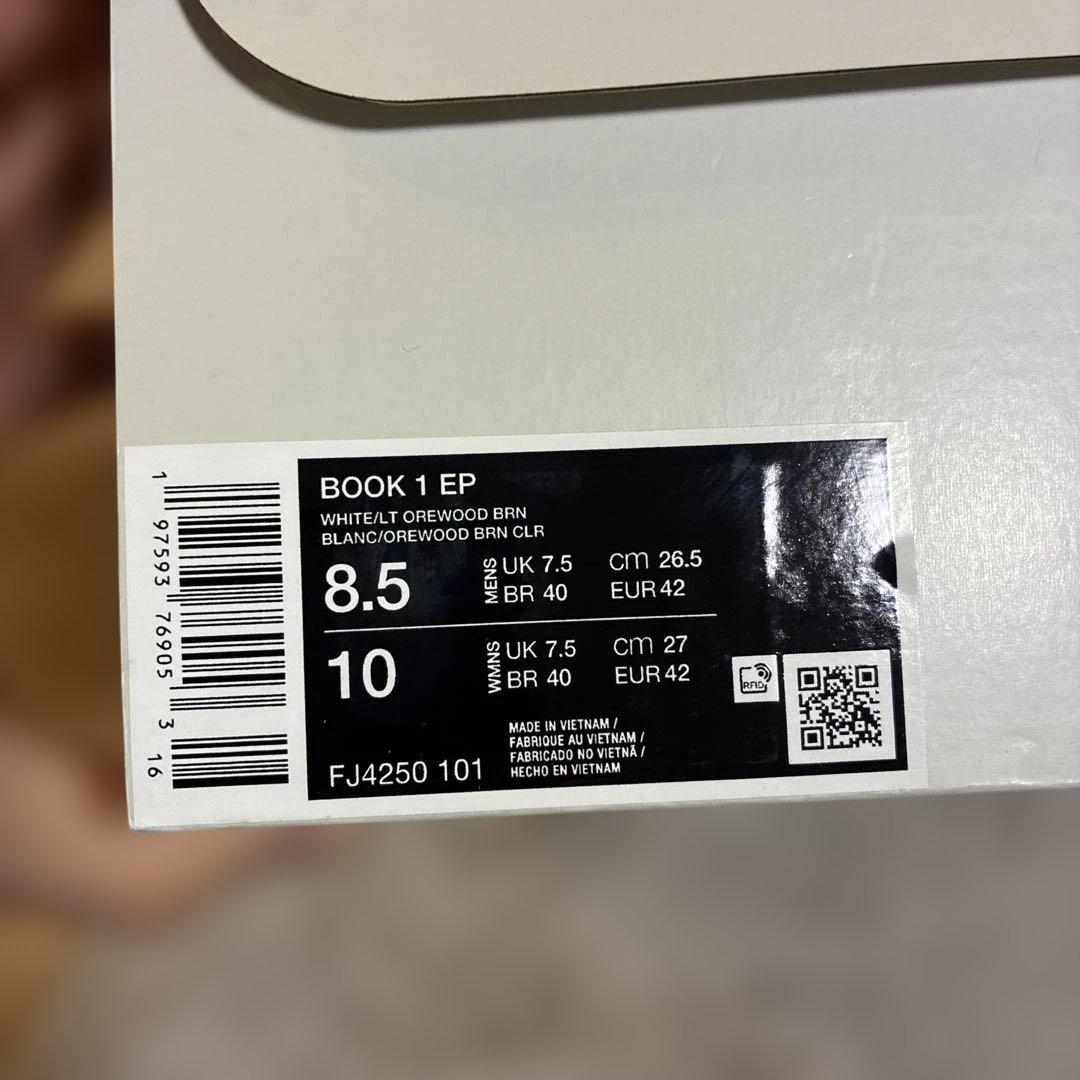 BOOK 1 EP
WHITE/LT OREWOOD BRN
BLANC/OREWOOD BRN CLR
8.5
MENS
UK 7.5 CM 26.5
BR 40 EUR 42
10
WMNS
UK 7.5 CM 27
BR 40 EUR 42
RFID
MADE IN VIETNAM /
FABRIQUE AU VIETNAM /
FABRICADO NO VIETNÃ /
HECHO EN VIETNAM
FJ4250 101
1 97593 76905 3 16